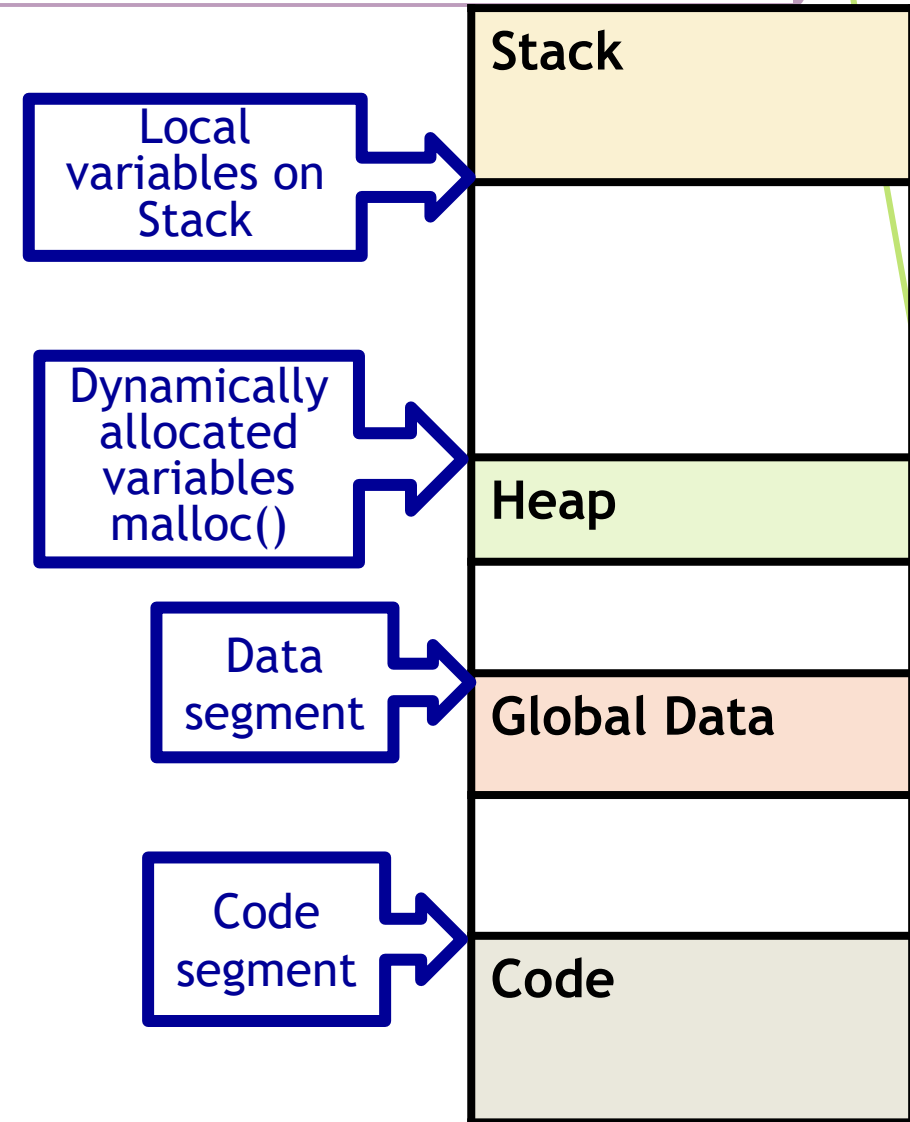 Stack
Local
variables on
Stack
Dynamically
allocated
variables
malloc()
Heap
Data
segment
Global Data
Code
segment
Code